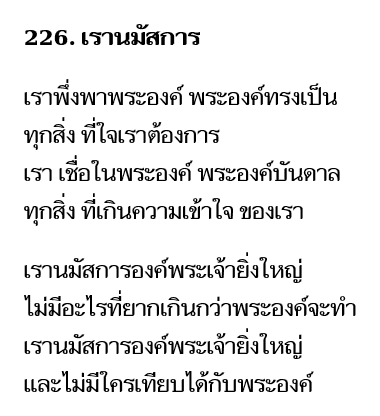 226. เรานมัสการ
เราพึ่งพาพระองค์ พระองค์ทรงเป็น
ทุกสิ่ง ที่ใจเราต้องการ
เรา เชื่อในพระองค์ พระองค์บันดาล
ทุกสิ่ง ที่เกินความเข้าใจ ของเรา
เรานมัสการองค์พระเจ้ายิ่งใหญ่
ไม่มีอะไรที่ยากเกินกว่าพระองค์จะทำ
เรานมัสการองค์พระเจ้ายิ่งใหญ่
และไม่มีใครเทียบได้กับพระองค์